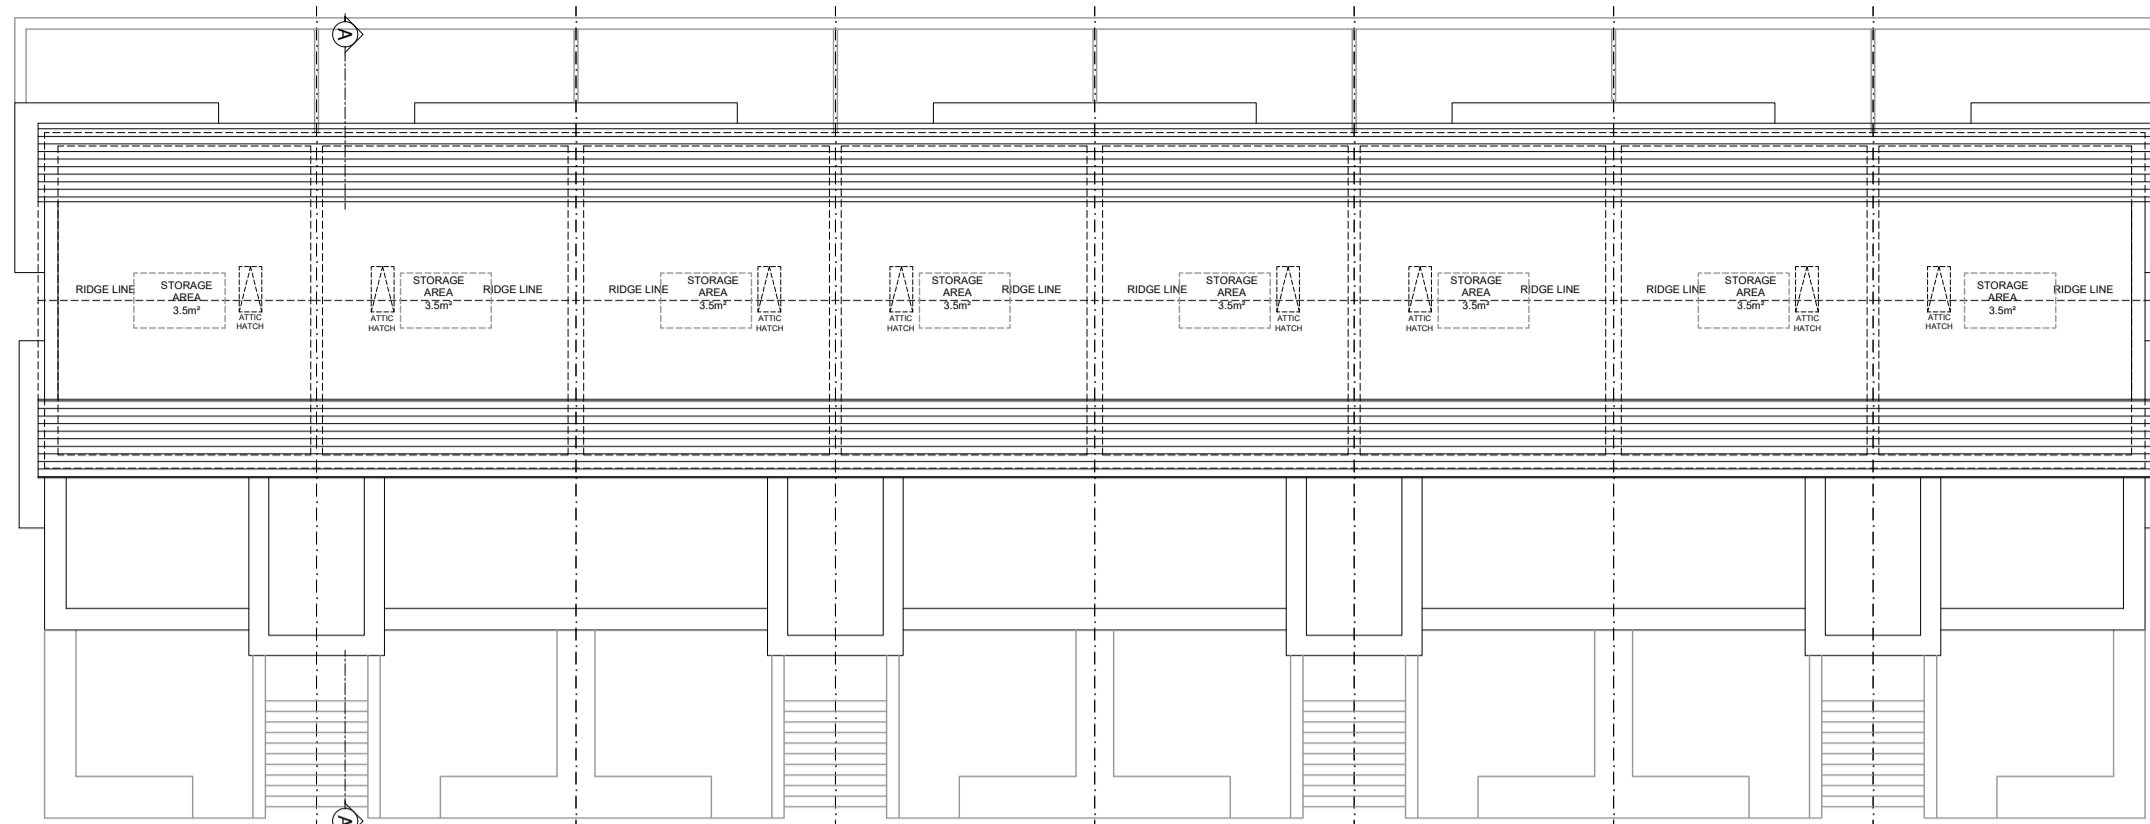 A
RIDGE LINE
STORAGE
AREA
3.5m²
ATTIC
HATCH
ATTIC
HATCH
STORAGE
AREA
3.5m²
RIDGE LINE
RIDGE LINE
STORAGE
AREA
3.5m²
ATTIC
HATCH
ATTIC
HATCH
STORAGE
AREA
3.5m²
RIDGE LINE
RIDGE LINE
STORAGE
AREA
3.5m²
ATTIC
HATCH
ATTIC
HATCH
STORAGE
AREA
3.5m²
RIDGE LINE
RIDGE LINE
STORAGE
AREA
3.5m²
ATTIC
HATCH
ATTIC
HATCH
STORAGE
AREA
3.5m²
RIDGE LINE
A